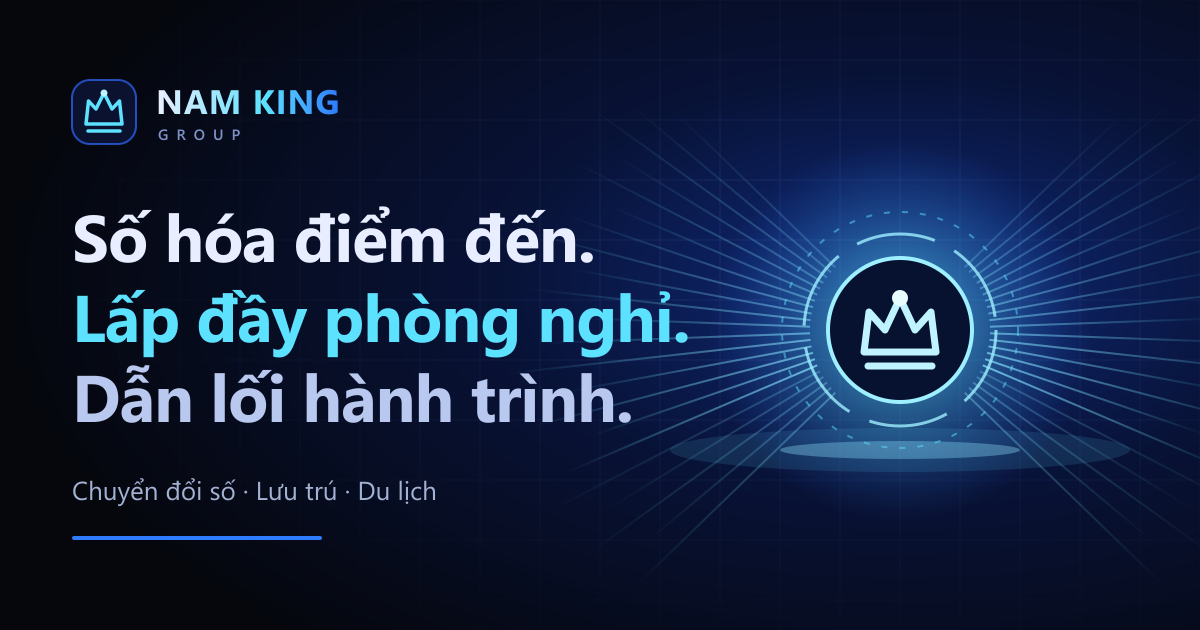 NAM KING
GROUP
Số hóa điểm đến.
Lấp đầy phòng nghỉ.
Dẫn lối hành trình.
Chuyển đổi số · Lưu trú · Du lịch